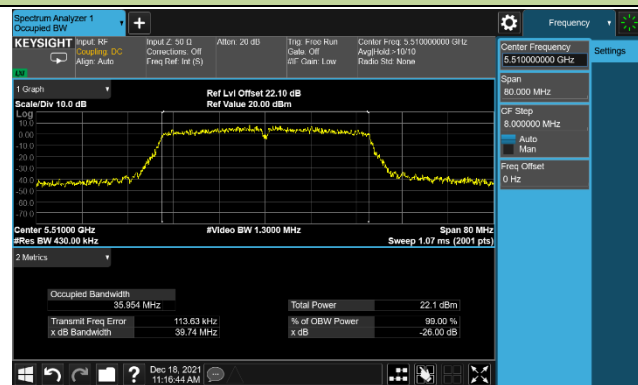 Spectrum Analyzer 1
Occupied BW
Frequency
KEYSIGHT
Input: RF
Coupling: DC
Align: Auto
Input Z: 50 Ω
Corrections: Off
Freq Ref: Int (S)
Atten: 20 dB
Trig: Free Run
Gate: Off
#IF Gain: Low
Center Freq: 5.510000000 GHz
Avg|Hold:>10/10
Radio Std: None
Center Frequency
5.510000000 GHz
Settings
Span
80.000 MHz
CF Step
8.000000 MHz
Auto
Man
Freq Offset
0 Hz
1 Graph
Scale/Div 10.0 dB
Ref Lvl Offset 22.10 dB
Ref Value 20.00 dBm
Log
10.0
0.00
-10.0
-20.0
-30.0
-40.0
-50.0
-60.0
-70.0
Center 5.51000 GHz
#Res BW 430.00 kHz
#Video BW 1.3000 MHz
Span 80 MHz
Sweep 1.07 ms (2001 pts)
2 Metrics
Occupied Bandwidth
35.954 MHz
Total Power 22.1 dBm
Transmit Freq Error 113.63 kHz
% of OBW Power 99.00 %
x dB Bandwidth 39.74 MHz
x dB -26.00 dB
?
Dec 18, 2021
11:16:44 AM